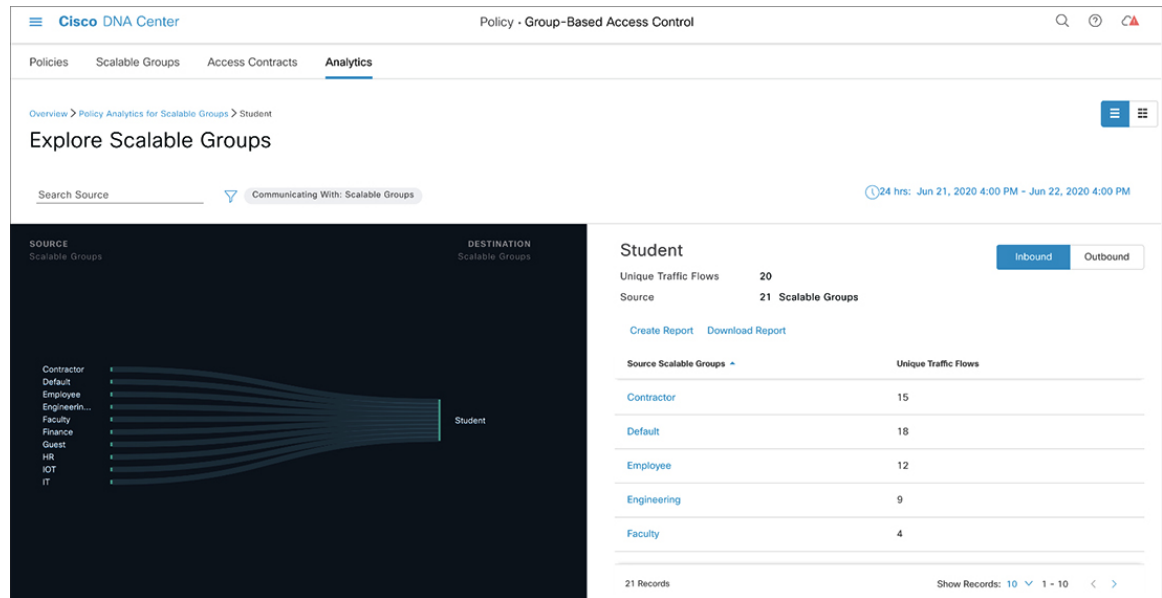 Cisco DNA Center
Policy · Group-Based Access Control
Policies Scalable Groups Access Contracts Analytics
Overview > Policy Analytics for Scalable Groups > Student
Explore Scalable Groups
Search Source
Communicating With: Scalable Groups
24 hrs: Jun 21, 2020 4:00 PM - Jun 22, 2020 4:00 PM
SOURCE
Scalable Groups
DESTINATION
Scalable Groups
Contractor
Default
Employee
Engineerin...
Faculty
Finance
Guest
HR
IOT
IT
Student
Student
Inbound Outbound
Unique Traffic Flows 20
Source 21 Scalable Groups
Create Report Download Report
Source Scalable Groups Unique Traffic Flows
Contractor 15
Default 18
Employee 12
Engineering 9
Faculty 4
21 Records Show Records: 10 1 - 10